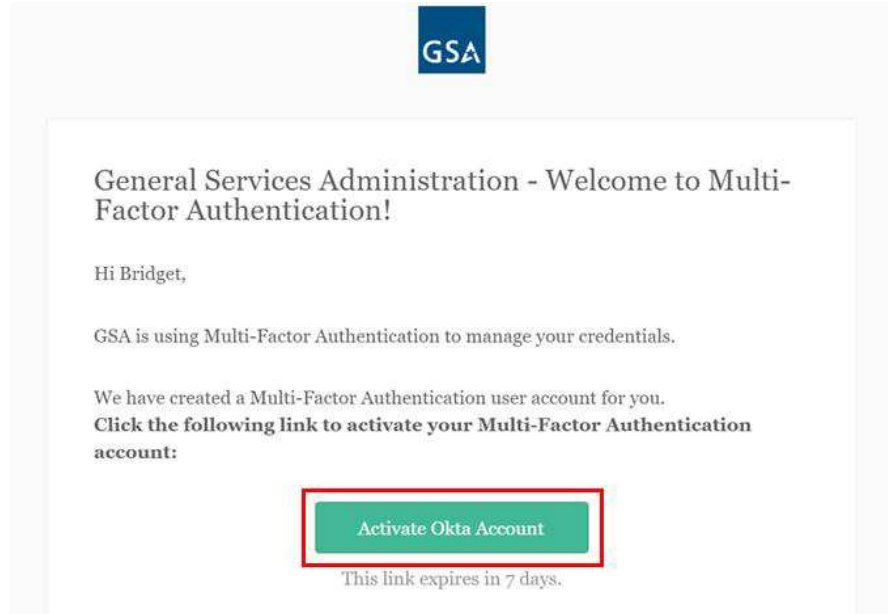 GSA
General Services Administration - Welcome to Multi-
Factor Authentication!
Hi Bridget,
GSA is using Multi-Factor Authentication to manage your credentials.
We have created a Multi-Factor Authentication user account for you.
Click the following link to activate your Multi-Factor Authentication
account:
Activate Okta Account
This link expires in 7 days.